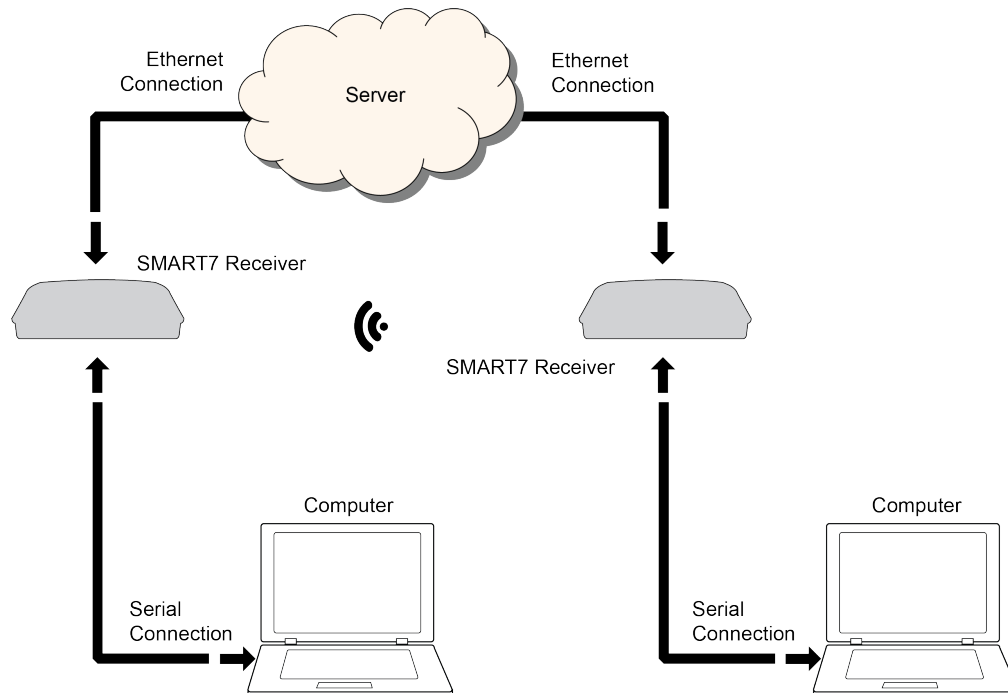 Ethernet
Connection
Server
Ethernet
Connection
SMART7 Receiver
SMART7 Receiver
Computer
Computer
Serial
Connection
Serial
Connection